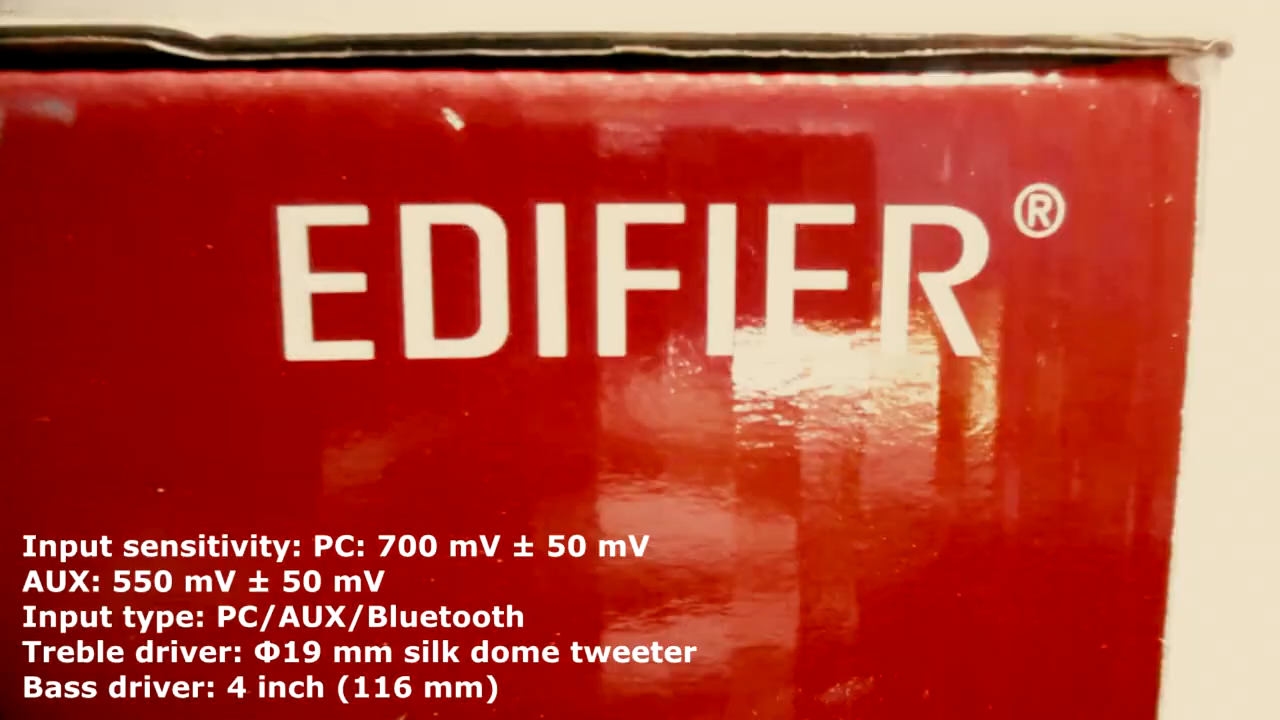 EDIFIER®
Input sensitivity: PC: 700 mV ± 50 mV
AUX: 550 mV ± 50 mV
Input type: PC/AUX/Bluetooth
Treble driver: Φ19 mm silk dome tweeter
Bass driver: 4 inch (116 mm)